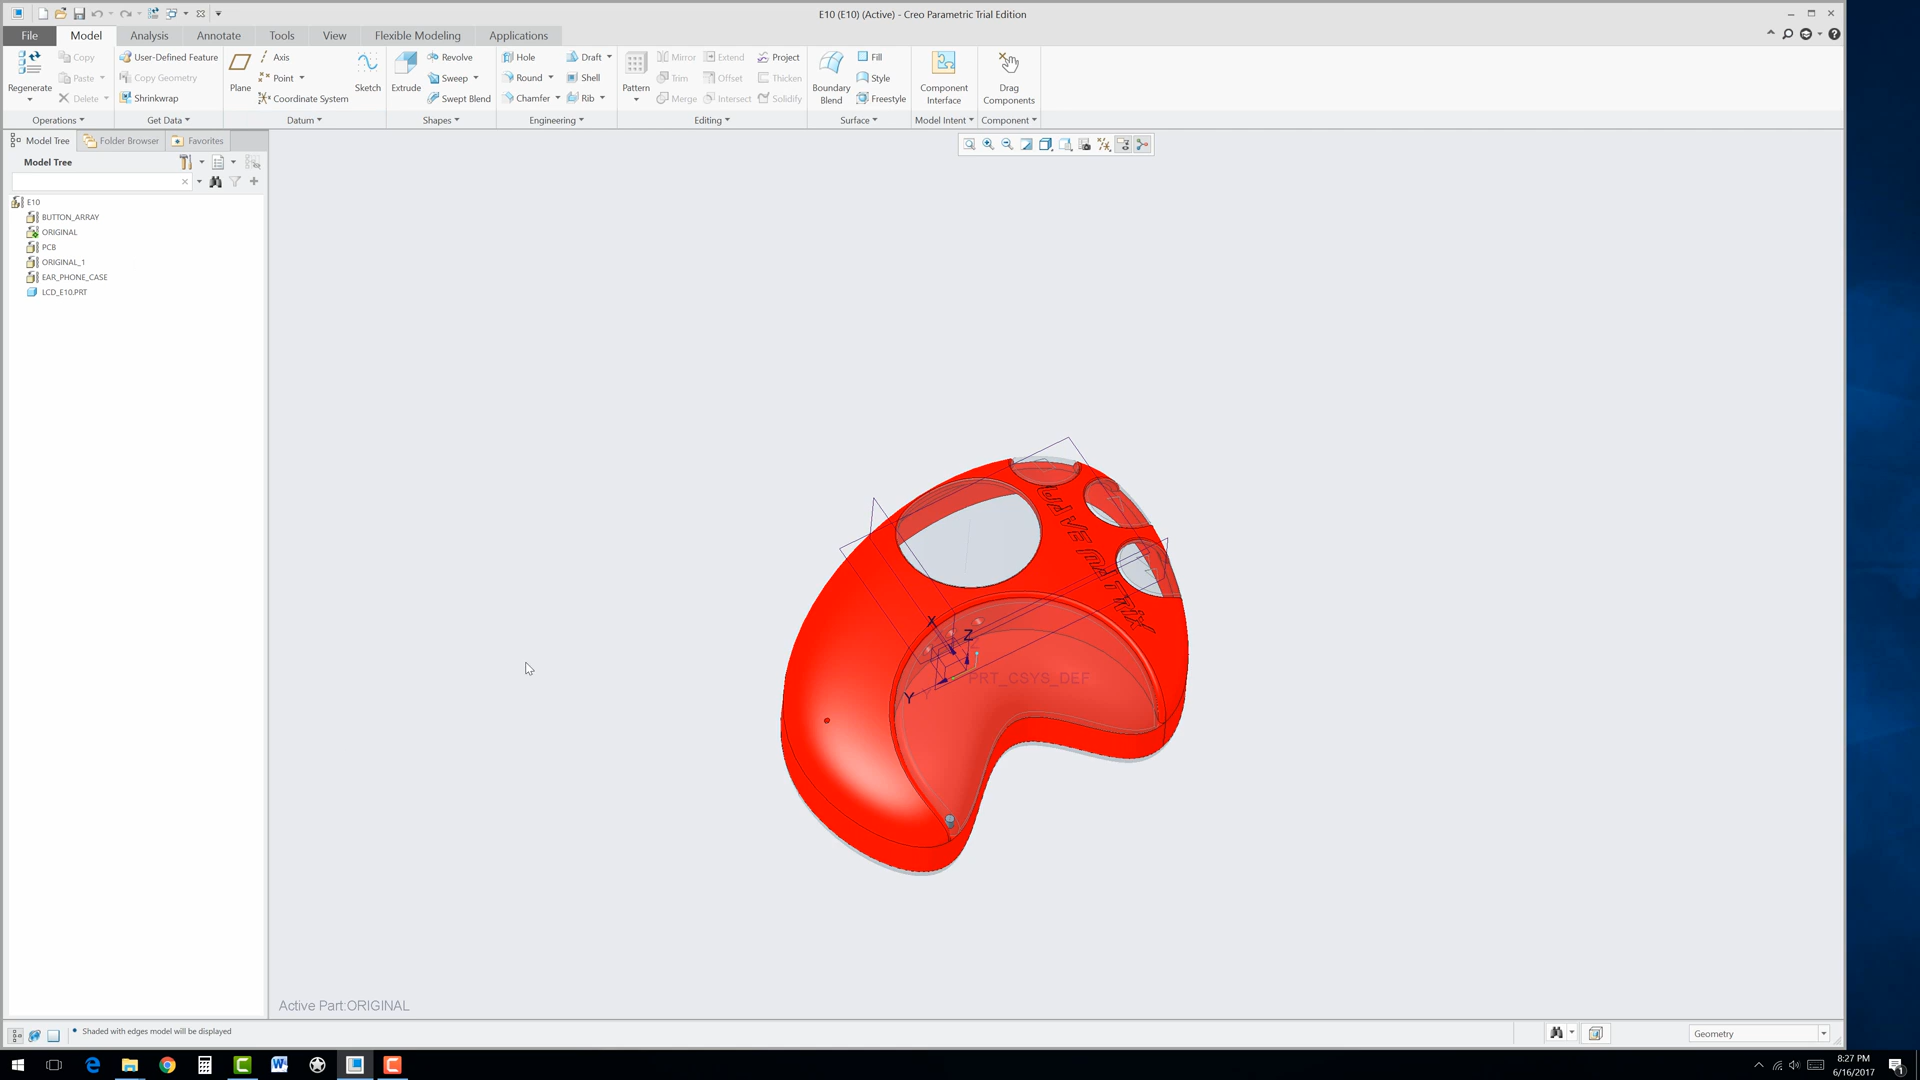 E10 (E10) (Active) - Creo Parametric Trial Edition
File Model Analysis Annotate Tools View Flexible Modeling Applications
Regenerate
Copy
Paste
Delete
Operations
User-Defined Feature
Copy Geometry
Shrinkwrap
Get Data
Plane
Axis
Point
Coordinate System
Sketch
Datum
Extrude
Revolve
Sweep
Swept Blend
Shapes
Hole
Round
Chamfer
Draft
Shell
Rib
Engineering
Pattern
Mirror
Trim
Merge
Extend
Offset
Intersect
Project
Thicken
Solidify
Editing
Boundary
Blend
Fill
Style
Freestyle
Surface
Component
Interface
Model Intent
Drag
Components
Component
Model Tree Folder Browser Favorites
Model Tree
E10
BUTTON_ARRAY
ORIGINAL
PCB
ORIGINAL_1
EAR_PHONE_CASE
LCD_E10.PRT
WAVE MATRIX
X
Z
Y
PRT_CSYS_DEF
Active Part:ORIGINAL
Shaded with edges model will be displayed
Geometry
8:27 PM
6/16/2017